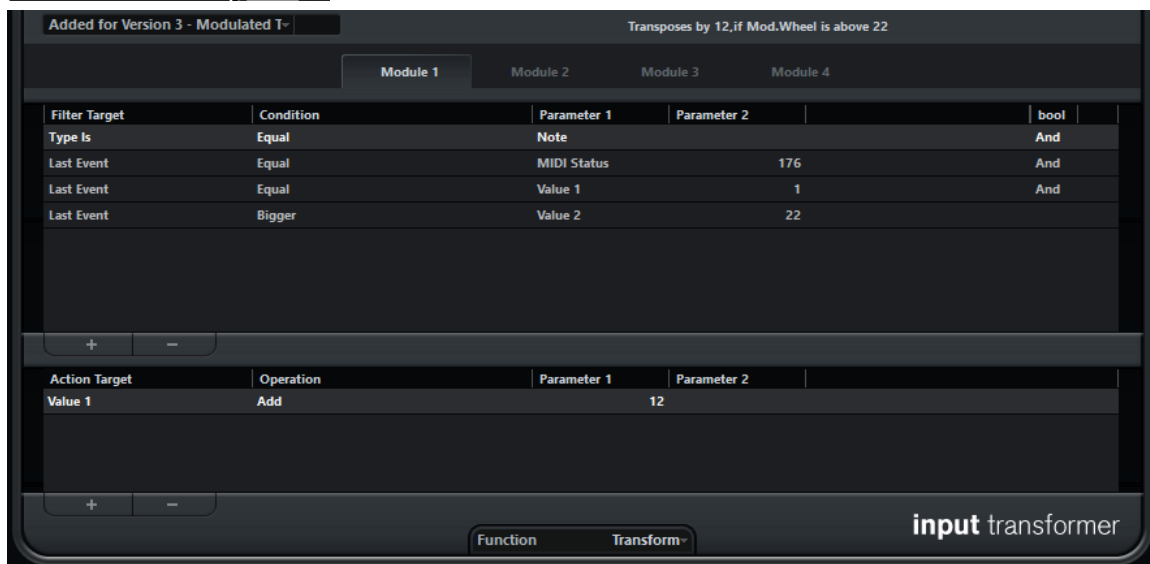 Added for Version 3 - Modulated T
Transposes by 12,if Mod.Wheel is above 22
Module 1 Module 2 Module 3 Module 4
Filter Target Condition Parameter 1 Parameter 2 bool
Type Is Equal Note And
Last Event Equal MIDI Status 176 And
Last Event Equal Value 1 1 And
Last Event Bigger Value 2 22
+ −
Action Target Operation Parameter 1 Parameter 2
Value 1 Add 12
+ −
input transformer
Function Transform